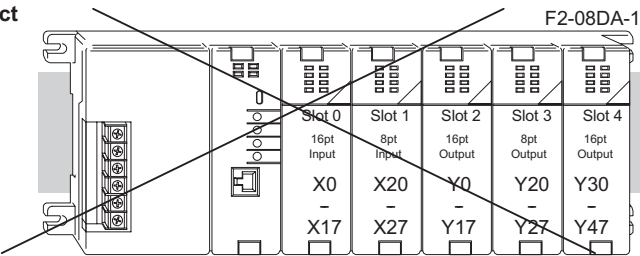 ct
F2-08DA-1
Slot 0
Slot 1
Slot 2
Slot 3
Slot 4
16pt
8pt
16pt
8pt
16pt
Input
Input
Output
Output
Output
X0
X20
Y0
Y20
Y30
–
–
–
–
–
X17
X27
Y17
Y27
Y47